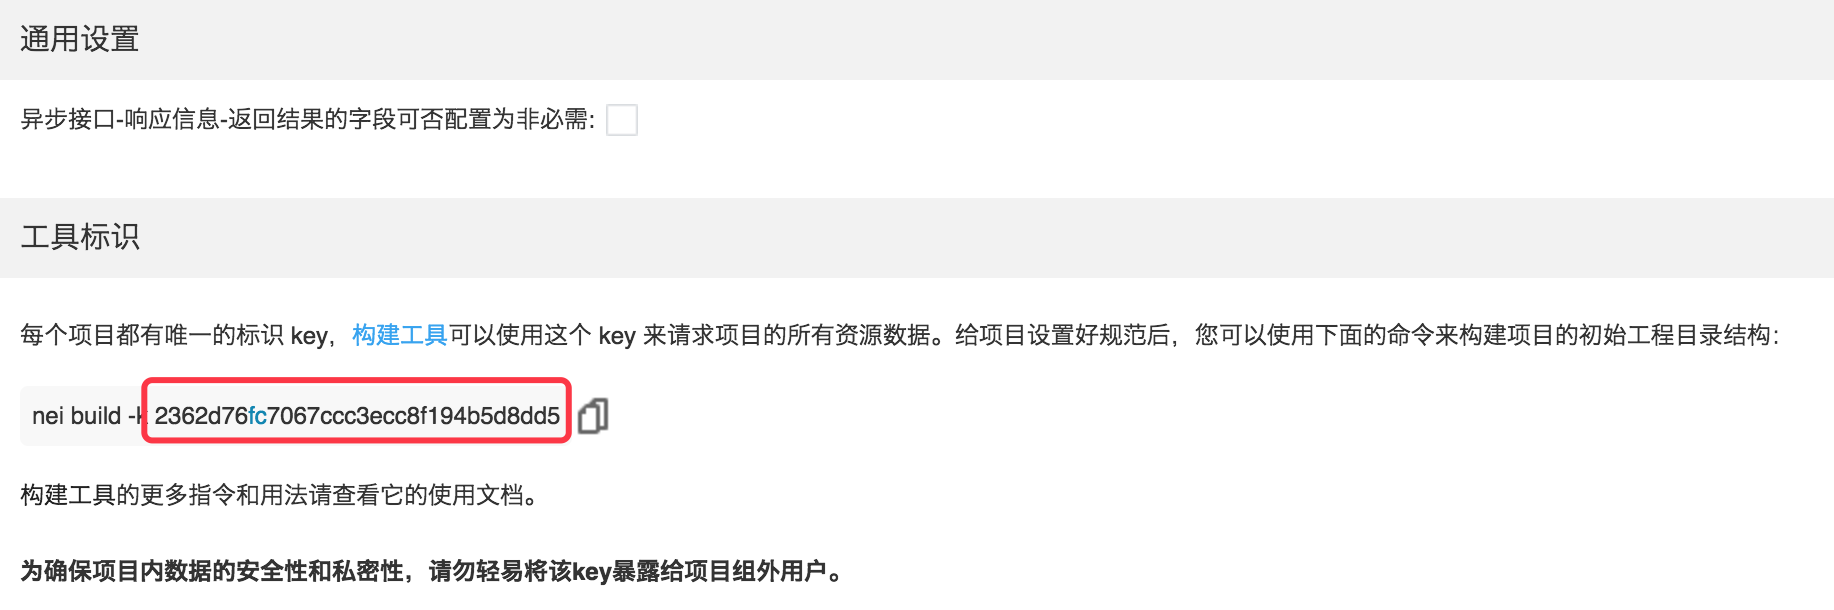 通用设置
异步接口-响应信息-返回结果的字段可否配置为非必需:
工具标识
每个项目都有唯一的标识 key，构建工具可以使用这个 key 来请求项目的所有资源数据。给项目设置好规范后，您可以使用下面的命令来构建项目的初始工程目录结构：
nei build -k 2362d76fc7067ccc3ecc8f194b5d8dd5
构建工具的更多指令和用法请查看它的使用文档。
为确保项目内数据的安全性和私密性，请勿轻易将该key暴露给项目组外用户。